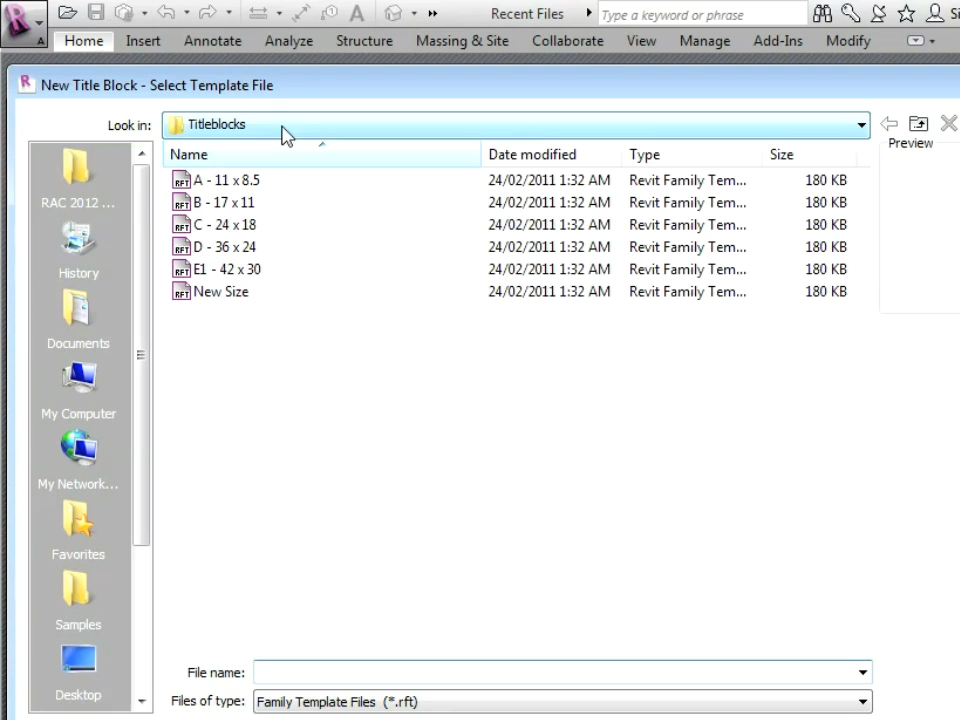 Recent Files
Type a keyword or phrase
Home Insert Annotate Analyze Structure Massing & Site Collaborate View Manage Add-Ins Modify
New Title Block - Select Template File
Look in: Titleblocks
Preview
Name Date modified Type Size
A - 11 x 8.5 24/02/2011 1:32 AM Revit Family Tem... 180 KB
B - 17 x 11 24/02/2011 1:32 AM Revit Family Tem... 180 KB
C - 24 x 18 24/02/2011 1:32 AM Revit Family Tem... 180 KB
D - 36 x 24 24/02/2011 1:32 AM Revit Family Tem... 180 KB
E1 - 42 x 30 24/02/2011 1:32 AM Revit Family Tem... 180 KB
New Size 24/02/2011 1:32 AM Revit Family Tem... 180 KB
RAC 2012 ...
History
Documents
My Computer
My Network...
Favorites
Samples
Desktop
File name:
Files of type: Family Template Files (*.rft)